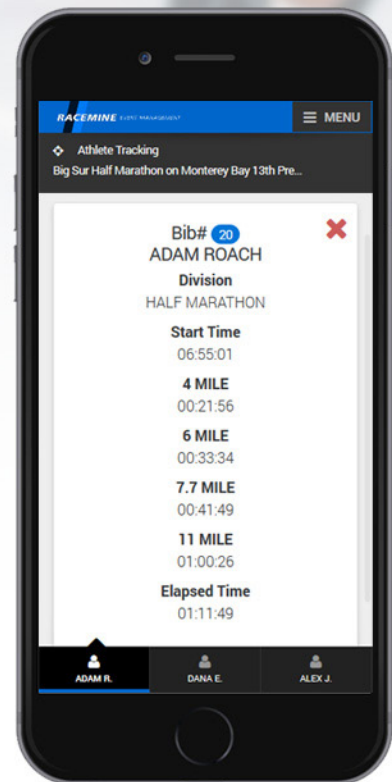 RACEMINE EVENT MANAGEMENT
MENU
Athlete Tracking
Big Sur Half Marathon on Monterey Bay 13th Pre...
Bib# 20
ADAM ROACH
Division
HALF MARATHON
Start Time
06:55:01
4 MILE
00:21:56
6 MILE
00:33:34
7.7 MILE
00:41:49
11 MILE
01:00:26
Elapsed Time
01:11:49
ADAM R.
DANA E.
ALEX J.